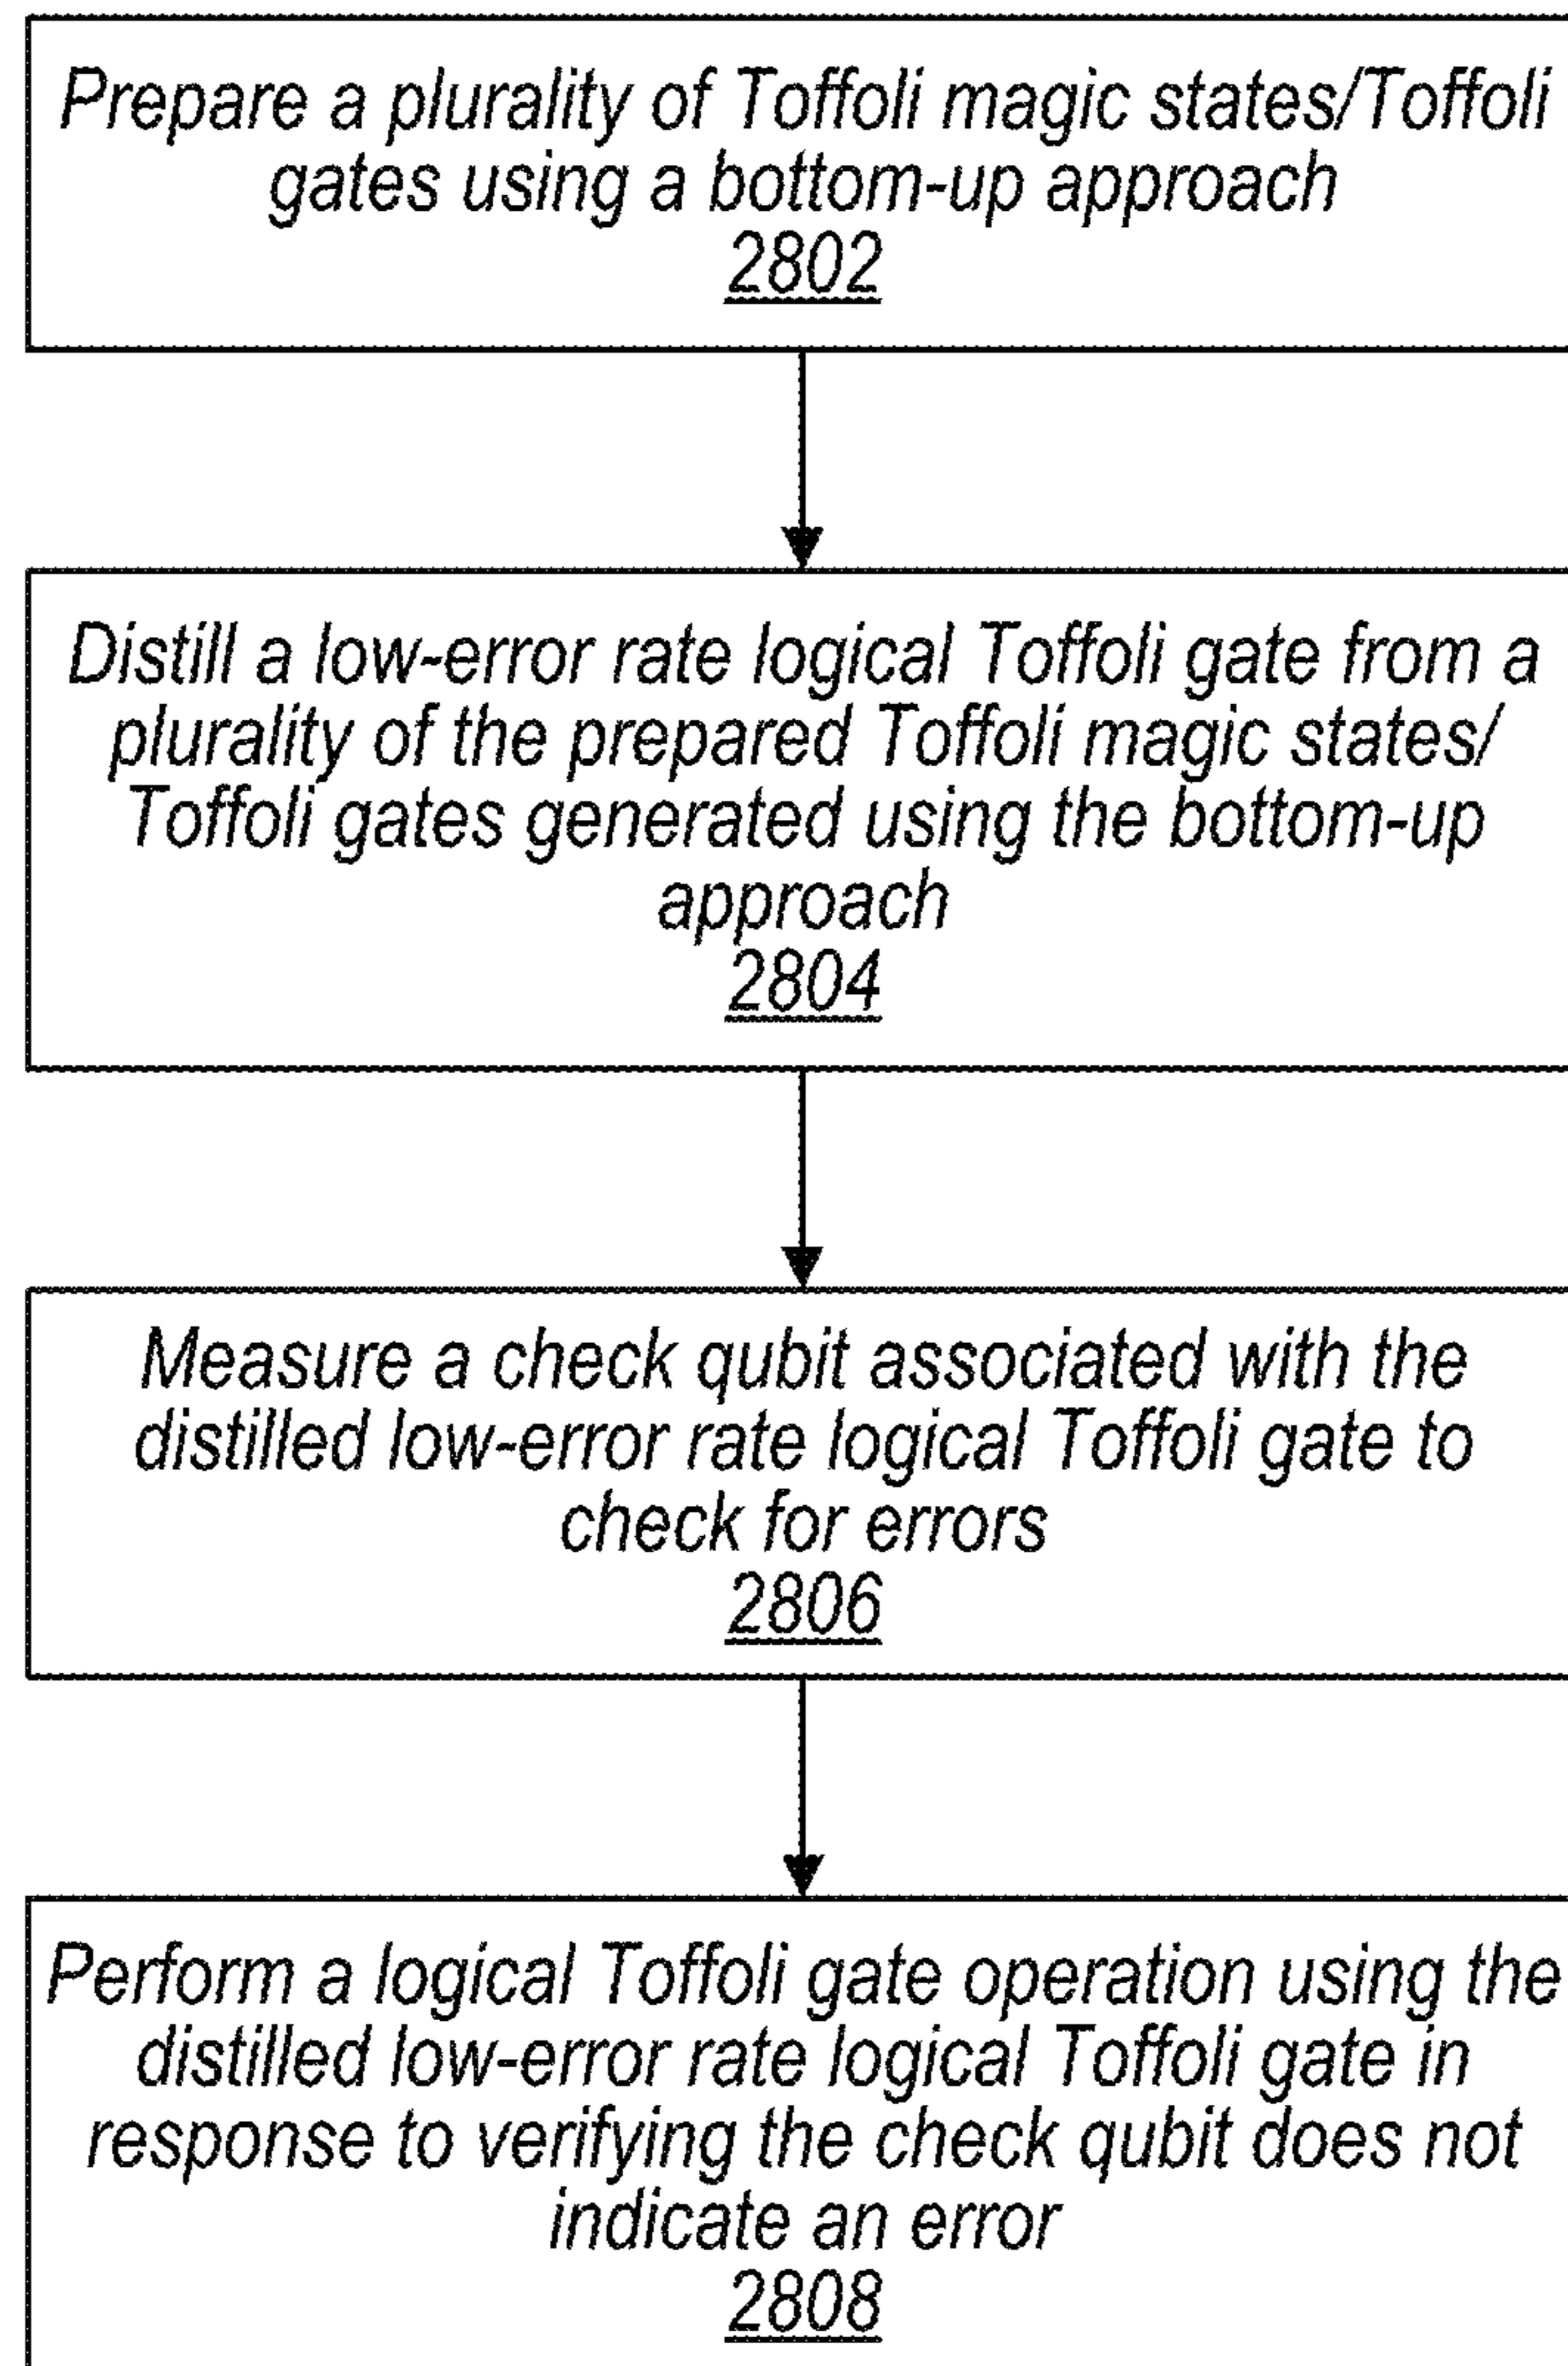 Prepare a plurality of Toffoli magic states/Toffoli
gates using a bottom-up approach
2802
Distill a low-error rate logical Toffoli gate from a
plurality of the prepared Toffoli magic states/
Toffoli gates generated using the bottom-up
approach
2804
Measure a check qubit associated with the
distilled low-error rate logical Toffoli gate to
check for errors
2806
Perform a logical Toffoli gate operation using the
distilled low-error rate logical Toffoli gate in
response to verifying the check qubit does not
indicate an error
2808